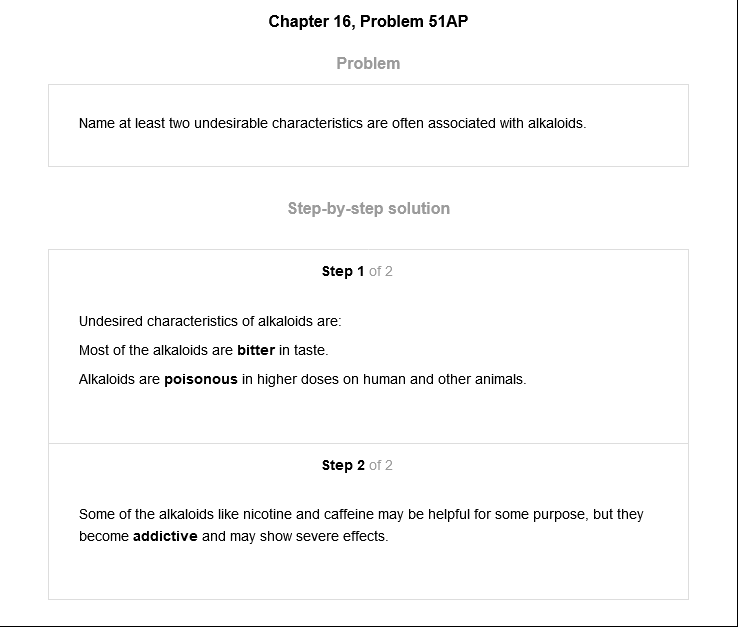 Chapter 16, Problem 51AP
Problem
Name at least two undesirable characteristics are often associated with alkaloids.
Step-by-step solution
Step 1 of 2
Undesired characteristics of alkaloids are:
Most of the alkaloids are bitter in taste.
Alkaloids are poisonous in higher doses on human and other animals.
Step 2 of 2
Some of the alkaloids like nicotine and caffeine may be helpful for some purpose, but they
become addictive and may show severe effects.